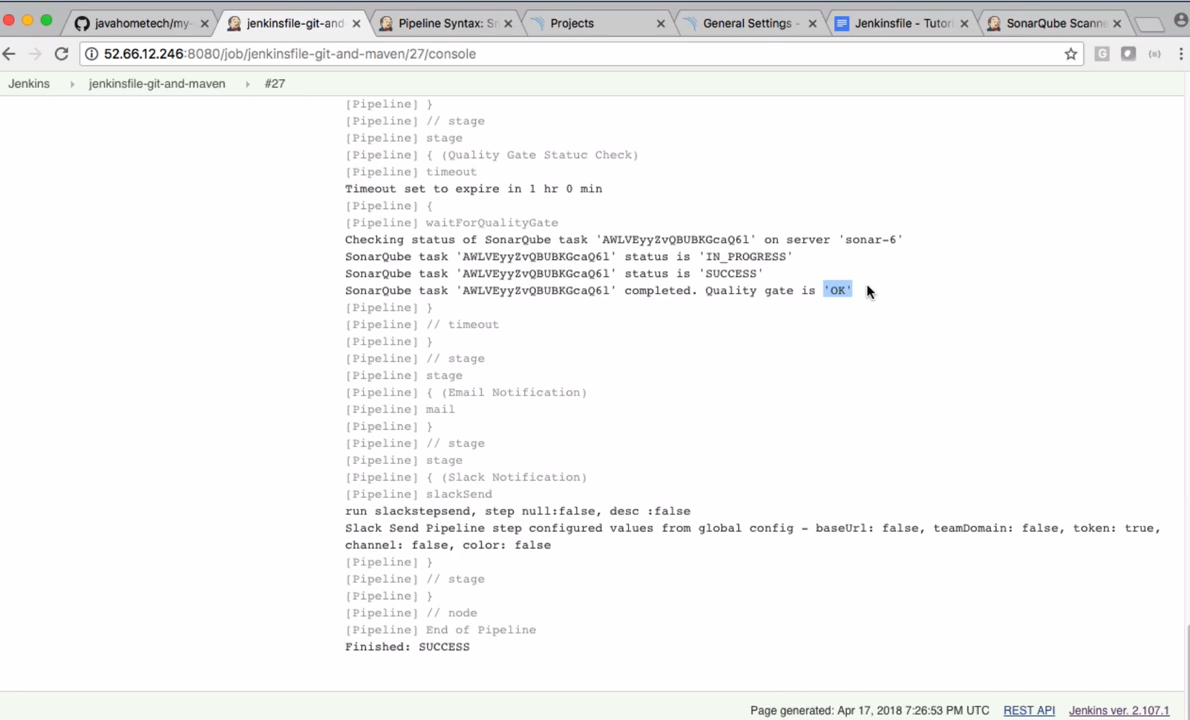 javahometech/my-
jenkinsfile-git-and-
Pipeline Syntax: Sn
Projects
General Settings -
Jenkinsfile - Tutori
SonarQube Scanne
52.66.12.246:8080/job/jenkinsfile-git-and-maven/27/console
Jenkins
jenkinsfile-git-and-maven
#27
[Pipeline] }
[Pipeline] // stage
[Pipeline] stage
[Pipeline] { (Quality Gate Statuc Check)
[Pipeline] timeout
Timeout set to expire in 1 hr 0 min
[Pipeline] {
[Pipeline] waitForQualityGate
Checking status of SonarQube task 'AWLVEyyZvQBUBKGcaQ6l' on server 'sonar-6'
SonarQube task 'AWLVEyyZvQBUBKGcaQ6l' status is 'IN_PROGRESS'
SonarQube task 'AWLVEyyZvQBUBKGcaQ6l' status is 'SUCCESS'
SonarQube task 'AWLVEyyZvQBUBKGcaQ6l' completed. Quality gate is 'OK'
[Pipeline] }
[Pipeline] // timeout
[Pipeline] }
[Pipeline] // stage
[Pipeline] stage
[Pipeline] { (Email Notification)
[Pipeline] mail
[Pipeline] }
[Pipeline] // stage
[Pipeline] stage
[Pipeline] { (Slack Notification)
[Pipeline] slackSend
run slackstepsend, step null:false, desc :false
Slack Send Pipeline step configured values from global config - baseUrl: false, teamDomain: false, token: true,
channel: false, color: false
[Pipeline] }
[Pipeline] // stage
[Pipeline] }
[Pipeline] // node
[Pipeline] End of Pipeline
Finished: SUCCESS
Page generated: Apr 17, 2018 7:26:53 PM UTC
REST API
Jenkins ver. 2.107.1